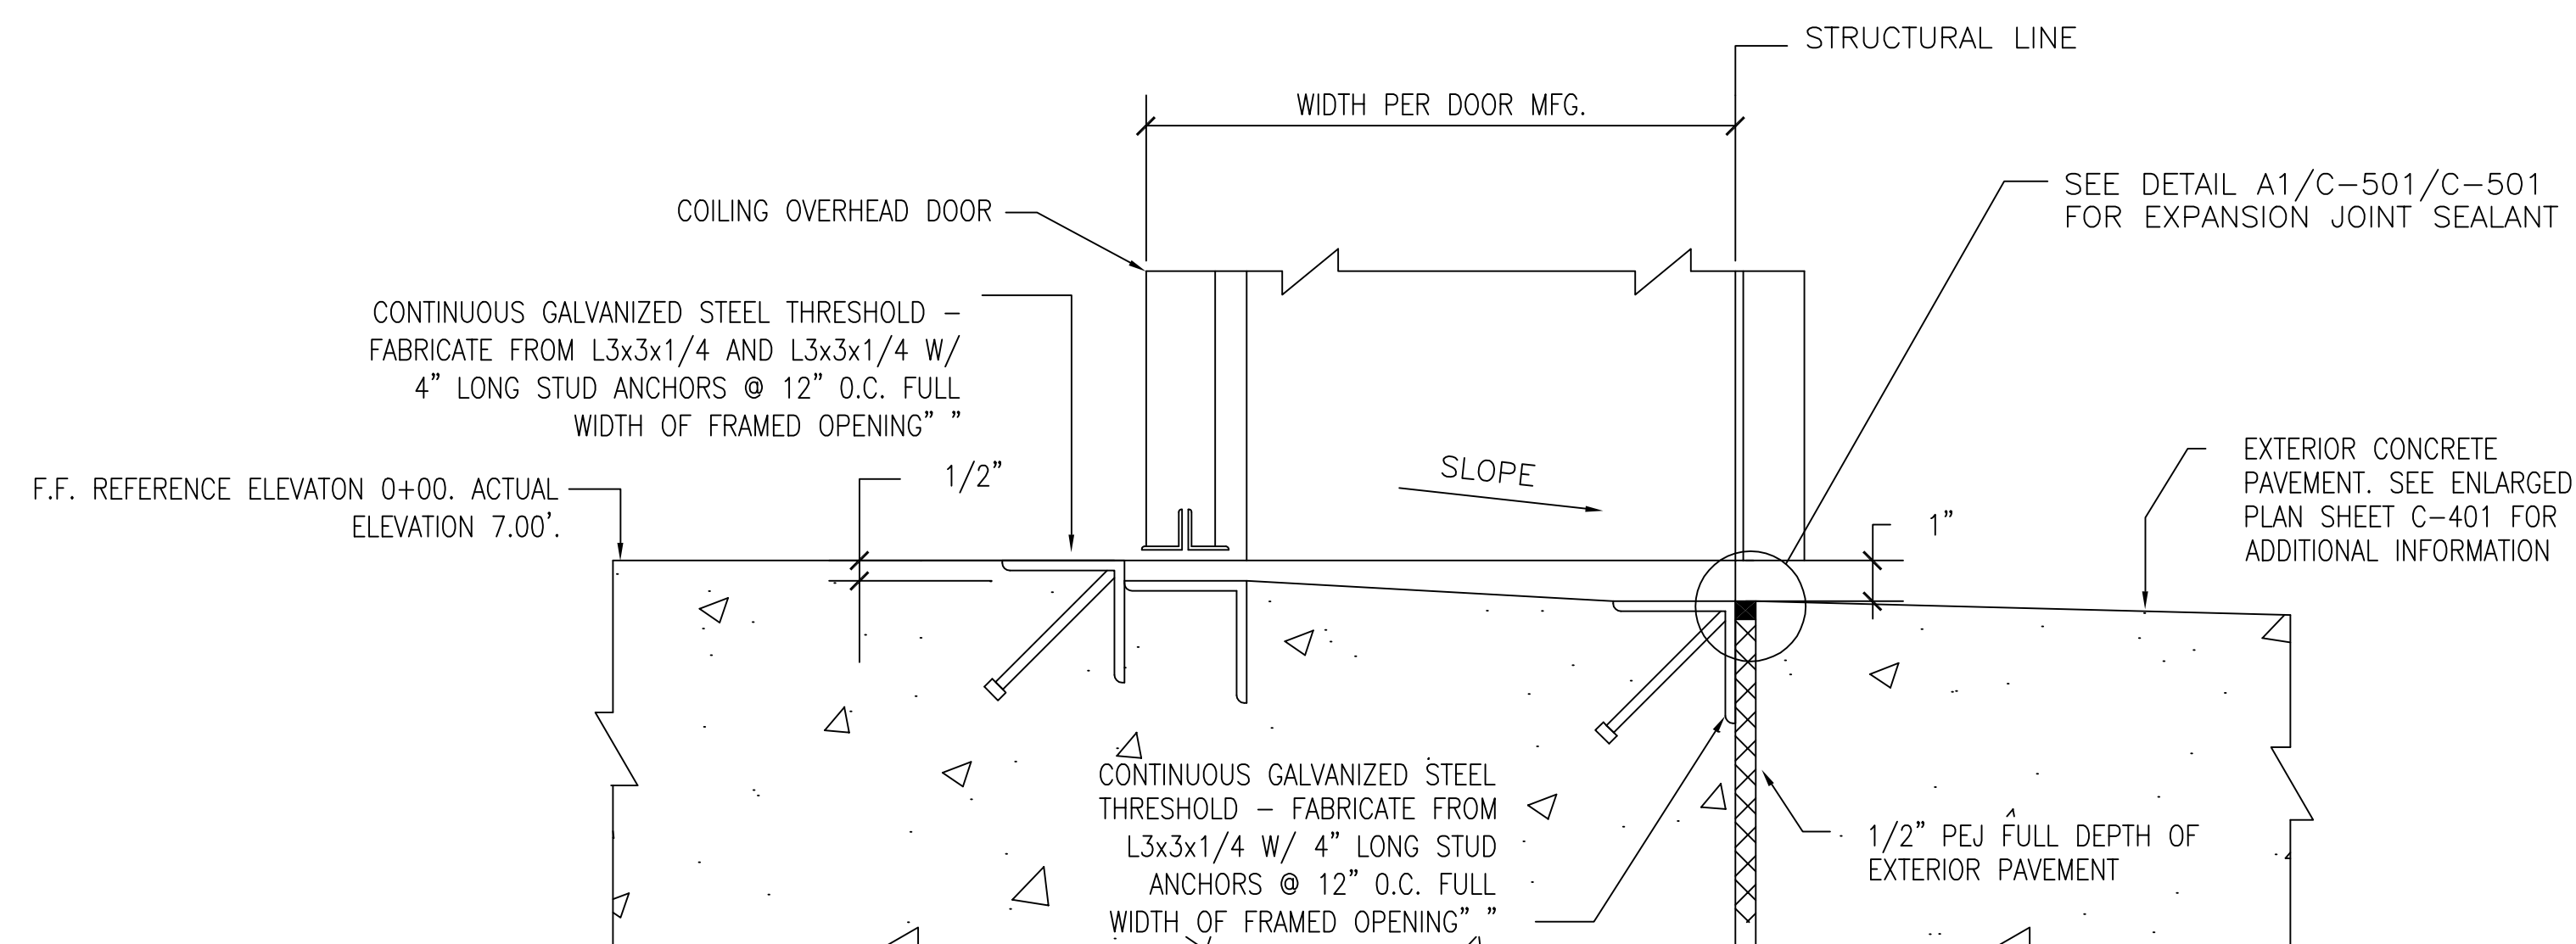 STRUCTURAL LINE
WIDTH PER DOOR MFG.
SEE DETAIL A1/C-501/C-501
FOR EXPANSION JOINT SEALANT
COILING OVERHEAD DOOR
CONTINUOUS GALVANIZED STEEL THRESHOLD –
FABRICATE FROM L3x3x1/4 AND L3x3x1/4 W/
4” LONG STUD ANCHORS @ 12” O.C. FULL
WIDTH OF FRAMED OPENING” ”
F.F. REFERENCE ELEVATON 0+00. ACTUAL
ELEVATION 7.00’.
1/2”
SLOPE
1”
EXTERIOR CONCRETE
PAVEMENT. SEE ENLARGED
PLAN SHEET C-401 FOR
ADDITIONAL INFORMATION
CONTINUOUS GALVANIZED STEEL
THRESHOLD – FABRICATE FROM
L3x3x1/4 W/ 4” LONG STUD
ANCHORS @ 12” O.C. FULL
WIDTH OF FRAMED OPENING” ”
1/2” PEJ FULL DEPTH OF
EXTERIOR PAVEMENT